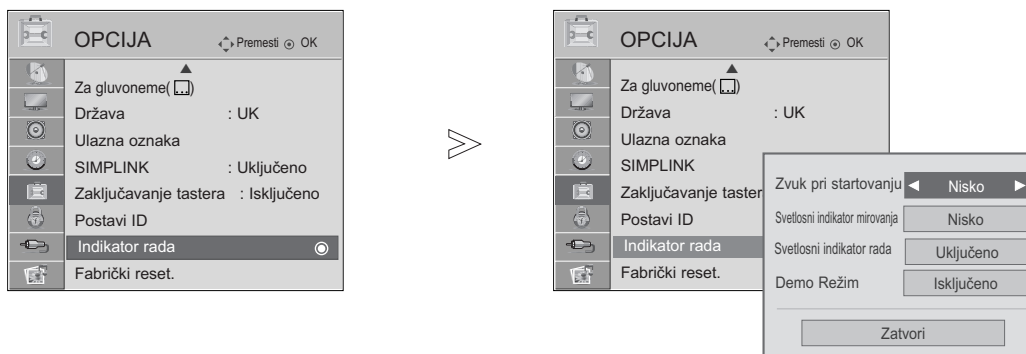 OPCIJA Premesti OK
Za gluvoneme( )
Država : UK
Ulazna oznaka
SIMPLINK : Uključeno
Zaključavanje tastera : Isključeno
Postavi ID
Indikator rada
Fabrički reset.
OPCIJA Premesti OK
Za gluvoneme( )
Država : UK
Ulazna oznaka
SIMPLINK
Zaključavanje taster
Postavi ID
Indikator rada
Fabrički reset.
Zvuk pri startovanju Nisko
Svetlosni indikator mirovanja Nisko
Svetlosni indikator rada Uključeno
Demo Režim Isključeno
Zatvori